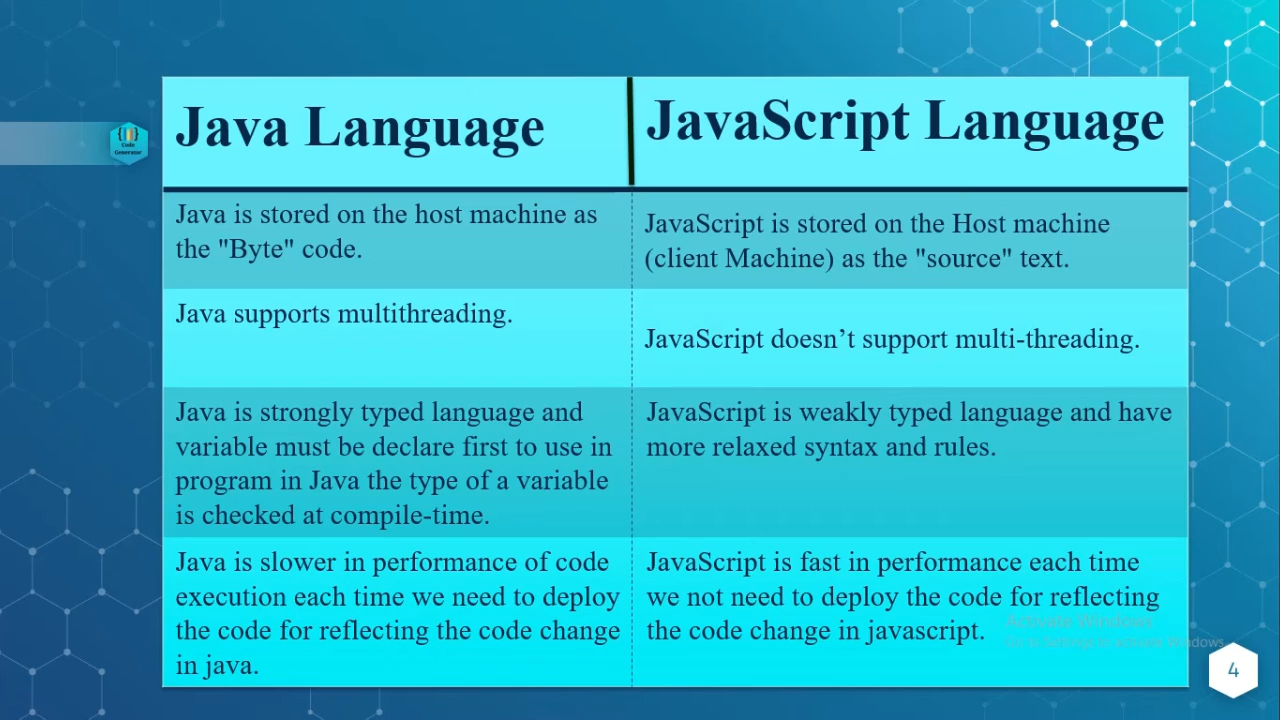 Java Language
JavaScript Language
{ }
Code
Generator
Java is stored on the host machine as
the "Byte" code.
JavaScript is stored on the Host machine
(client Machine) as the "source" text.
Java supports multithreading.
JavaScript doesn’t support multi-threading.
Java is strongly typed language and
variable must be declare first to use in
program in Java the type of a variable
is checked at compile-time.
JavaScript is weakly typed language and have
more relaxed syntax and rules.
Java is slower in performance of code
execution each time we need to deploy
the code for reflecting the code change
in java.
JavaScript is fast in performance each time
we not need to deploy the code for reflecting
the code change in javascript.
Activate Windows
Go to Settings to activate Windows.
4